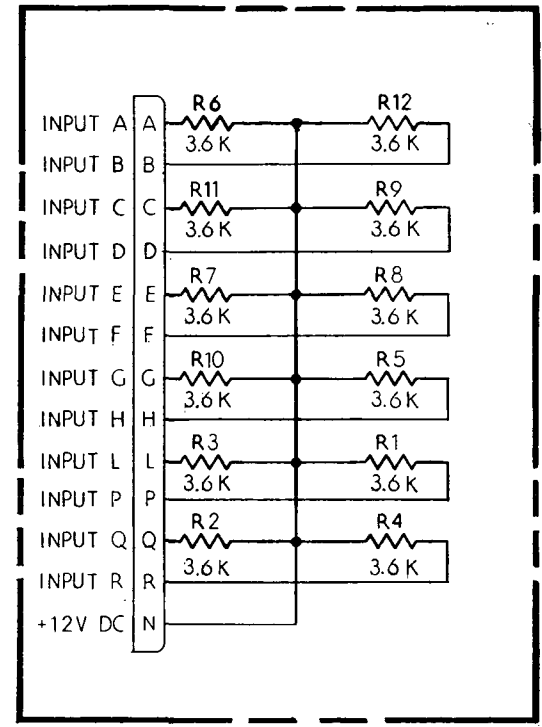 R6 R12
INPUT A A 3.6 K 3.6 K
INPUT B B
R11 R9
INPUT C C 3.6 K 3.6 K
INPUT D D
R7 R8
INPUT E E 3.6 K 3.6 K
INPUT F F
R10 R5
INPUT G G 3.6 K 3.6 K
INPUT H H
R3 R1
INPUT L L 3.6 K 3.6 K
INPUT P P
R2 R4
INPUT Q Q 3.6 K 3.6 K
INPUT R R
+12V DC N